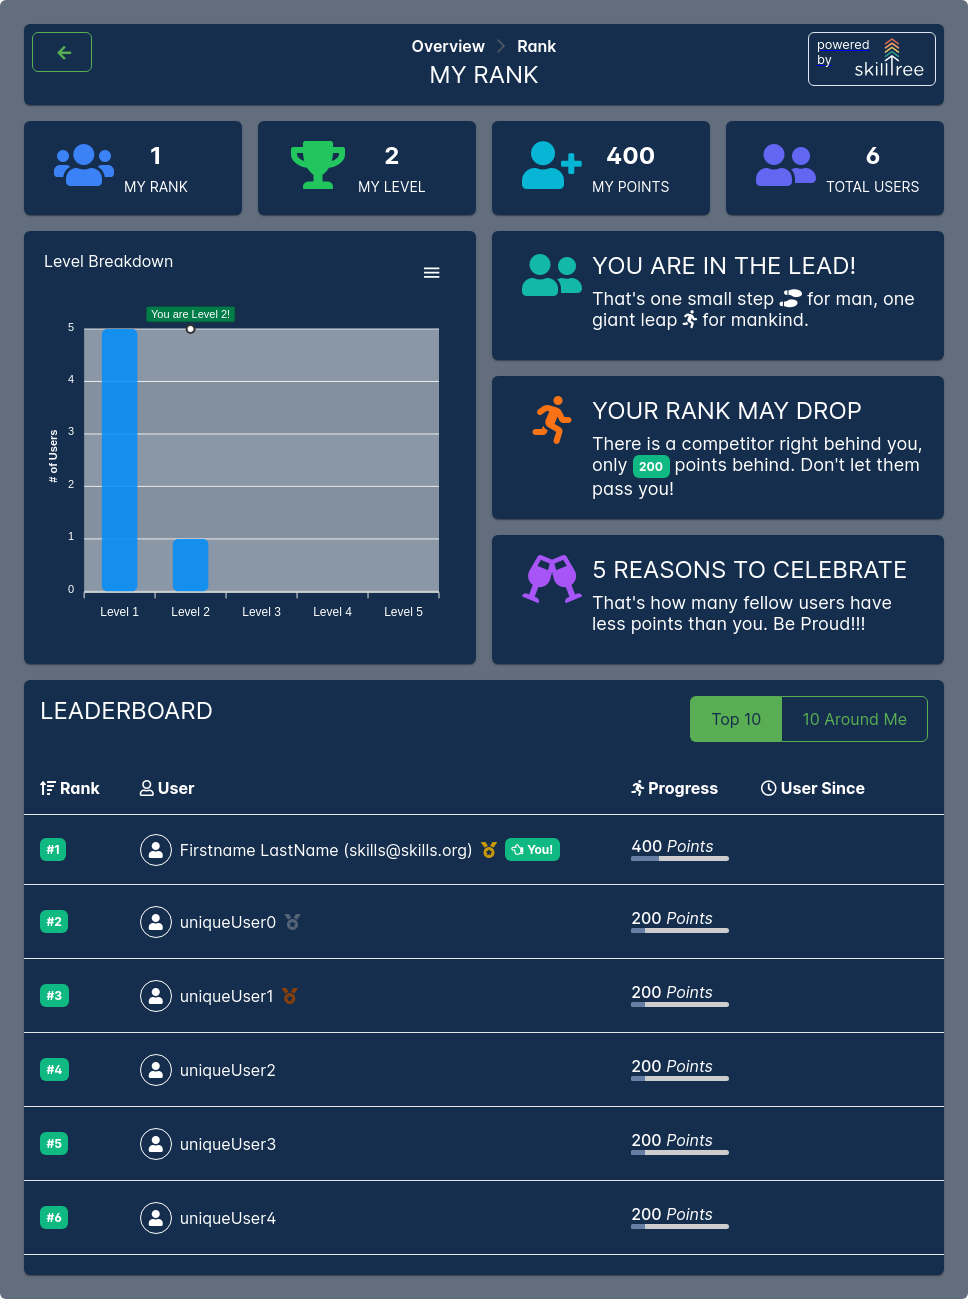 Overview Rank
MY RANK
powered
by
skilltree
1
MY RANK
2
MY LEVEL
400
MY POINTS
6
TOTAL USERS
Level Breakdown
You are Level 2!
5
4
3
2
1
0
# of Users
Level 1 Level 2 Level 3 Level 4 Level 5
YOU ARE IN THE LEAD!
That's one small step for man, one
giant leap for mankind.
YOUR RANK MAY DROP
There is a competitor right behind you,
only 200 points behind. Don't let them
pass you!
5 REASONS TO CELEBRATE
That's how many fellow users have
less points than you. Be Proud!!!
LEADERBOARD
Top 10 10 Around Me
Rank User Progress User Since
#1 Firstname LastName (skills@skills.org) You! 400 Points
#2 uniqueUser0 200 Points
#3 uniqueUser1 200 Points
#4 uniqueUser2 200 Points
#5 uniqueUser3 200 Points
#6 uniqueUser4 200 Points